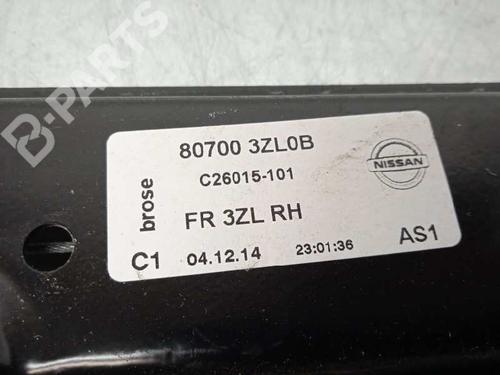 B-PARTS
80700 3ZL0B
C26015-101
NISSAN
brose
FR 3ZL RH
C1 04.12.14 23:01:36 AS1